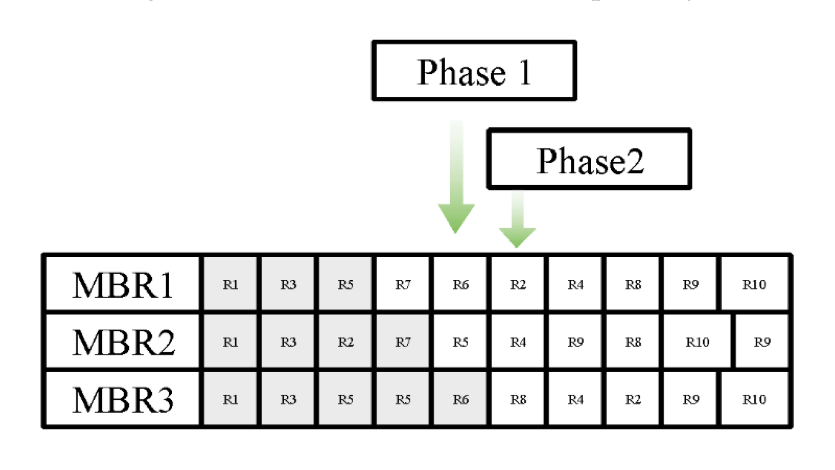 Phase 1
Phase2
MBR1 R1 R3 R5 R7 R6 R2 R4 R8 R9 R10
MBR2 R1 R3 R2 R7 R5 R4 R9 R8 R10 R9
MBR3 R1 R3 R5 R5 R6 R8 R4 R2 R9 R10